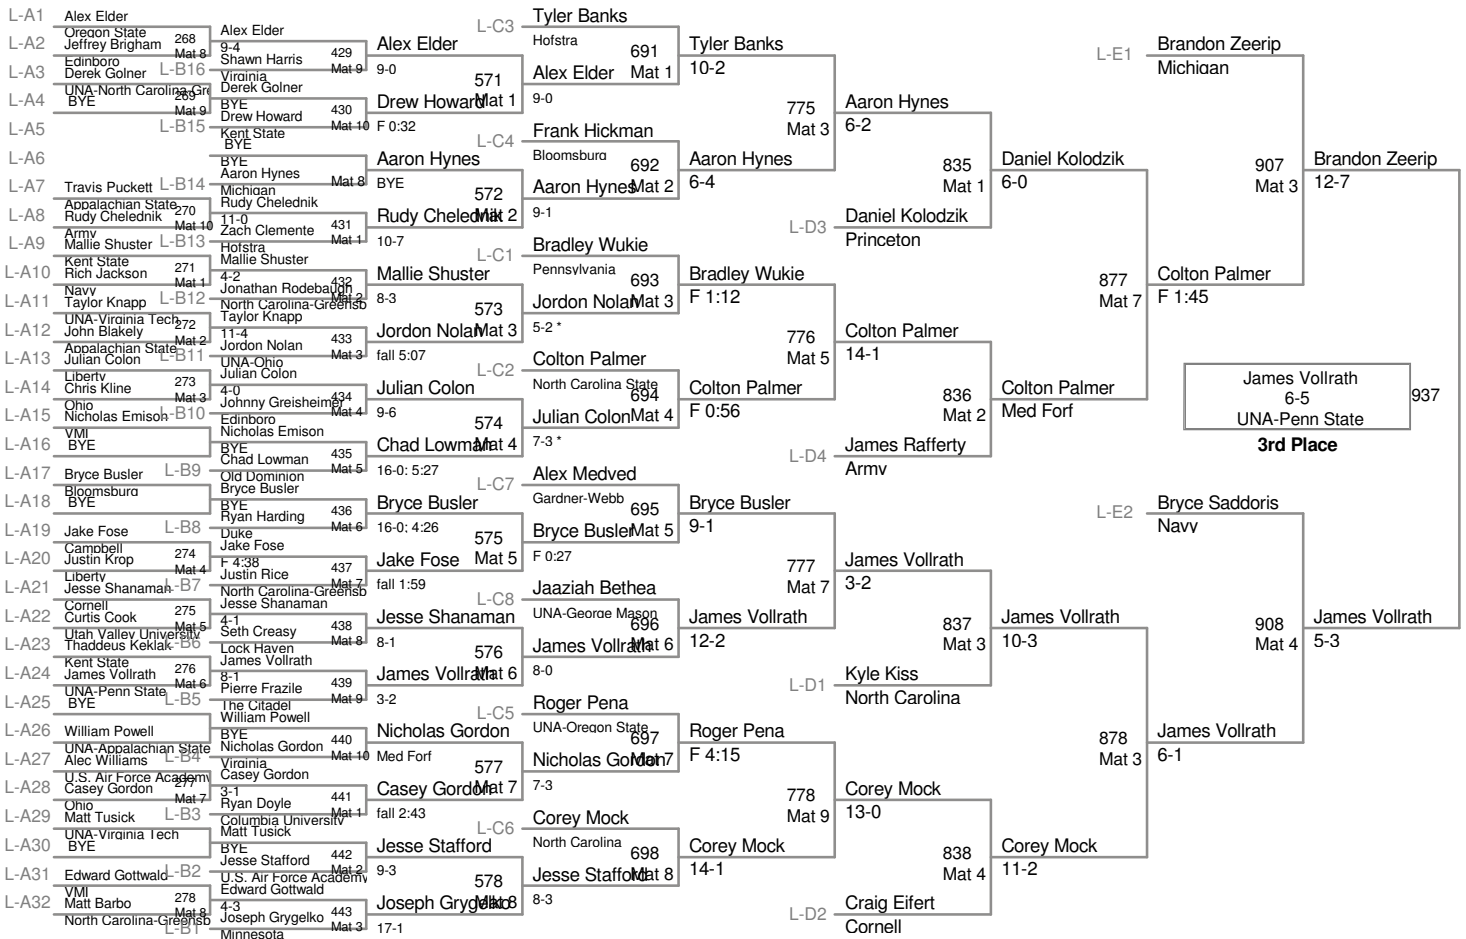 L-A1
Alex Elder
Oregon State
L-A2
Jeffrey Brigham
268
Mat 8
Edinboro
L-A3
Derek Golner
UNA-North Carolina-Gre
L-A4
BYE
269
Mat 9
L-A5
L-A6
L-A7
Travis Puckett
Appalachian State
L-A8
Rudy Chelednik
270
Mat 10
Army
L-A9
Mallie Shuster
Kent State
L-A10
Rich Jackson
271
Mat 1
Navy
L-A11
Taylor Knapp
UNA-Virginia Tech
L-A12
John Blakely
272
Mat 2
Appalachian State
L-A13
Julian Colon
Liberty
L-A14
Chris Kline
273
Mat 3
Ohio
L-A15
Nicholas Emison
VMI
L-A16
BYE
L-A17
Bryce Busler
Bloomsburg
L-A18
BYE
L-A19
Jake Fose
Campbell
L-A20
Justin Krop
274
Mat 4
Liberty
L-A21
Jesse Shanaman
Cornell
L-A22
Curtis Cook
275
Mat 5
Utah Valley University
L-A23
Thaddeus Keklak
Kent State
L-A24
James Vollrath
276
Mat 6
UNA-Penn State
L-A25
BYE
L-A26
William Powell
UNA-Appalachian State
L-A27
Alec Williams
U.S. Air Force Academy
L-A28
Casey Gordon
277
Mat 7
Ohio
L-A29
Matt Tusick
UNA-Virginia Tech
L-A30
BYE
L-A31
Edward Gottwald
VMI
L-A32
Matt Barbo
278
Mat 8
North Carolina-Greensb
Alex Elder
9-4
Shawn Harris
429
Mat 9
L-B16
Virginia
Derek Golner
BYE
Drew Howard
430
Mat 10
L-B15
Kent State
BYE
BYE
Aaron Hynes
Mat 8
L-B14
Michigan
Rudy Chelednik
11-0
Zach Clemente
431
Mat 1
L-B13
Hofstra
Mallie Shuster
4-2
Jonathan Rodebaugh
432
Mat 2
L-B12
North Carolina-Greensb
Taylor Knapp
11-4
Jordon Nolan
433
Mat 3
L-B11
UNA-Ohio
Julian Colon
4-0
Johnny Greisheimer
434
Mat 4
L-B10
Edinboro
Nicholas Emison
BYE
Chad Lowman
435
Mat 5
L-B9
Old Dominion
Bryce Busler
BYE
Ryan Harding
436
Mat 6
L-B8
Duke
Jake Fose
F 4:38
Justin Rice
437
Mat 7
L-B7
North Carolina-Greensb
Jesse Shanaman
4-1
Seth Creasy
438
Mat 8
L-B6
Lock Haven
James Vollrath
8-1
Pierre Frazile
439
Mat 9
L-B5
The Citadel
William Powell
BYE
Nicholas Gordon
440
Mat 10
L-B4
Virginia
Casey Gordon
3-1
Ryan Doyle
441
Mat 1
L-B3
Columbia University
Matt Tusick
BYE
Jesse Stafford
442
Mat 2
L-B2
U.S. Air Force Academy
Edward Gottwald
4-3
Joseph Grygelko
443
Mat 3
L-B1
Minnesota
Alex Elder
9-0
571
Mat 1
Drew Howard
F 0:32
Aaron Hynes
BYE
572
Mat 2
Rudy Chelednik
10-7
Mallie Shuster
8-3
573
Mat 3
Jordon Nolan
fall 5:07
Julian Colon
9-6
574
Mat 4
Chad Lowman
16-0; 5:27
Bryce Busler
16-0; 4:26
575
Mat 5
Jake Fose
fall 1:59
Jesse Shanaman
8-1
576
Mat 6
James Vollrath
3-2
Nicholas Gordon
Med Forf
577
Mat 7
Casey Gordon
fall 2:43
Jesse Stafford
9-3
578
Mat 8
Joseph Grygelko
17-1
L-C3
Tyler Banks
Hofstra
691
Mat 1
Alex Elder
9-0
L-C4
Frank Hickman
Bloomsburg
692
Mat 2
Aaron Hynes
9-1
L-C1
Bradley Wukie
Pennsylvania
693
Mat 3
Jordon Nolan
5-2 *
L-C2
Colton Palmer
North Carolina State
694
Mat 4
Julian Colon
7-3 *
L-C7
Alex Medved
Gardner-Webb
695
Mat 5
Bryce Busler
F 0:27
L-C8
Jaaziah Bethea
UNA-George Mason
696
Mat 6
James Vollrath
8-0
L-C5
Roger Pena
UNA-Oregon State
697
Mat 7
Nicholas Gordon
7-3
L-C6
Corey Mock
North Carolina
698
Mat 8
Jesse Stafford
8-3
Tyler Banks
10-2
775
Mat 3
Aaron Hynes
6-4
Bradley Wukie
F 1:12
776
Mat 5
Colton Palmer
F 0:56
Bryce Busler
9-1
777
Mat 7
James Vollrath
12-2
Roger Pena
F 4:15
778
Mat 9
Corey Mock
14-1
Aaron Hynes
6-2
835
Mat 1
L-D3
Daniel Kolodzik
Princeton
Colton Palmer
14-1
836
Mat 2
L-D4
James Rafferty
Army
James Vollrath
3-2
837
Mat 3
L-D1
Kyle Kiss
North Carolina
Corey Mock
13-0
838
Mat 4
L-D2
Craig Eifert
Cornell
Daniel Kolodzik
6-0
877
Mat 7
Colton Palmer
Med Forf
James Vollrath
10-3
878
Mat 3
Corey Mock
11-2
L-E1
Brandon Zeerip
Michigan
907
Mat 3
Colton Palmer
F 1:45
L-E2
Bryce Saddoris
Navy
908
Mat 4
James Vollrath
6-1
Brandon Zeerip
12-7
James Vollrath
6-5
UNA-Penn State
937
3rd Place
James Vollrath
5-3